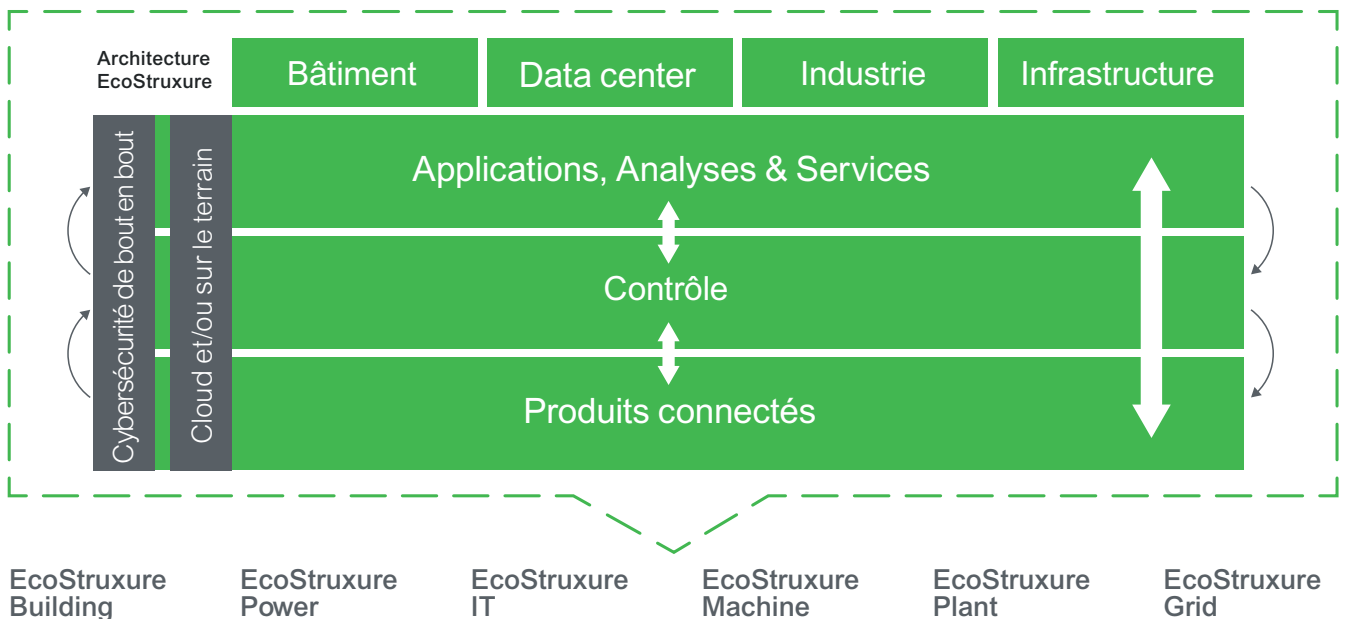 Architecture
EcoStruxure
Bâtiment
Data center
Industrie
Infrastructure
Cybersécurité de bout en bout
Cloud et/ou sur le terrain
Applications, Analyses & Services
Contrôle
Produits connectés
EcoStruxure
Building
EcoStruxure
Power
EcoStruxure
IT
EcoStruxure
Machine
EcoStruxure
Plant
EcoStruxure
Grid